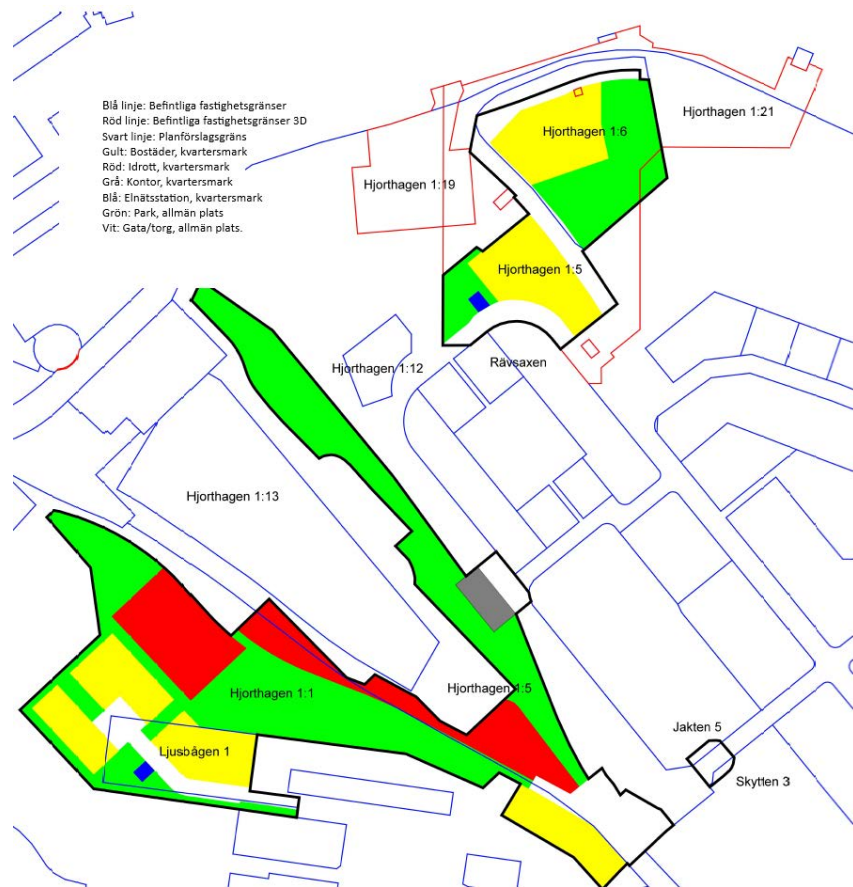 Blå linje: Befintliga fastighetsgränser
Röd linje: Befintliga fastighetsgränser 3D
Svart linje: Planförslagsgräns
Gult: Bostäder, kvartersmark
Röd: Idrott, kvartersmark
Grå: Kontor, kvartersmark
Blå: Elnätsstation, kvartersmark
Grön: Park, allmän plats
Vit: Gata/torg, allmän plats.
Hjorthagen 1:21
Hjorthagen 1:6
Hjorthagen 1:19
Hjorthagen 1:5
Rävsaxen
Hjorthagen 1:12
Hjorthagen 1:13
Hjorthagen 1:1
Hjorthagen 1:5
Jakten 5
Ljusbågen 1
Skytten 3